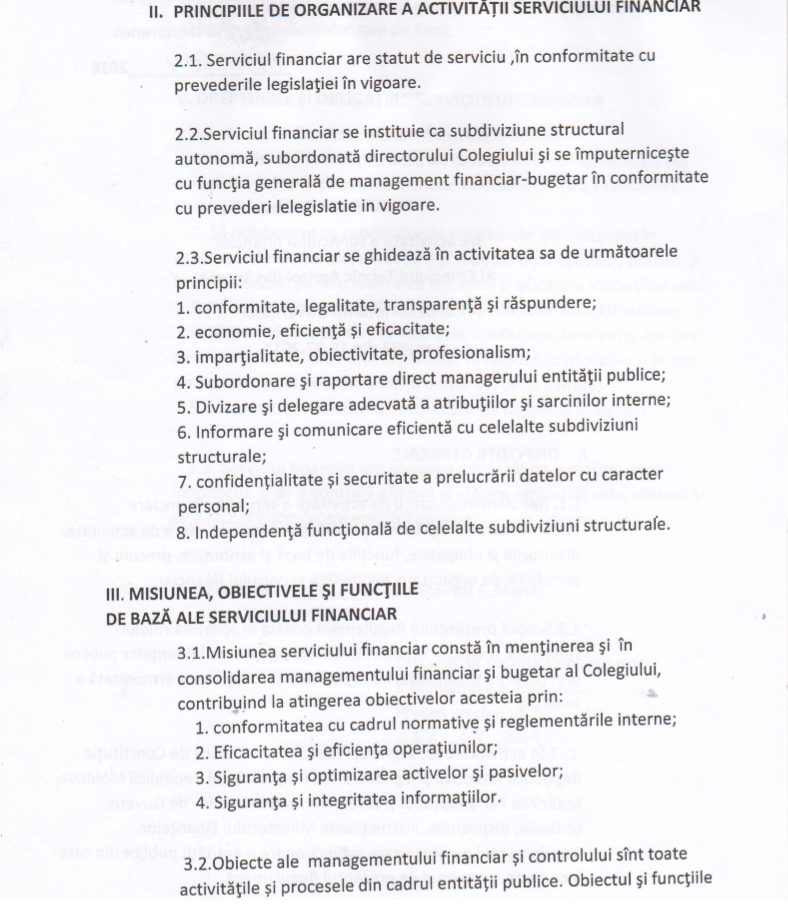 II. PRINCIPIILE DE ORGANIZARE A ACTIVITĂŢII SERVICIULUI FINANCIAR
2.1. Serviciul financiar are statut de serviciu ,în conformitate cu
prevederile legislaţiei în vigoare.
2.2.Serviciul financiar se instituie ca subdiviziune structural
autonomă, subordonată directorului Colegiului şi se împuterniceşte
cu funcţia generală de management financiar-bugetar în conformitate
cu prevederi lelegislatie in vigoare.
2.3.Serviciul financiar se ghidează în activitatea sa de următoarele
principii:
1. conformitate, legalitate, transparenţă şi răspundere;
2. economie, eficienţă şi eficacitate;
3. imparţialitate, obiectivitate, profesionalism;
4. Subordonare şi raportare direct managerului entităţii publice;
5. Divizare şi delegare adecvată a atribuţiilor şi sarcinilor interne;
6. Informare şi comunicare eficientă cu celelalte subdiviziuni
structurale;
7. confidenţialitate şi securitate a prelucrării datelor cu caracter
personal;
8. Independenţă funcţională de celelalte subdiviziuni structurale.
III. MISIUNEA, OBIECTIVELE ŞI FUNCŢIILE
DE BAZĂ ALE SERVICIULUI FINANCIAR
3.1.Misiunea serviciului financiar constă în menţinerea şi în
consolidarea managementului financiar şi bugetar al Colegiului,
contribuind la atingerea obiectivelor acesteia prin:
1. conformitatea cu cadrul normative şi reglementările interne;
2. Eficacitatea şi eficienţa operaţiunilor;
3. Siguranţa şi optimizarea activelor şi pasivelor;
4. Siguranţa şi integritatea informaţiilor.
3.2.Obiecte ale managementului financiar şi controlului sînt toate
activităţile şi procesele din cadrul entităţii publice. Obiectul şi funcţiile